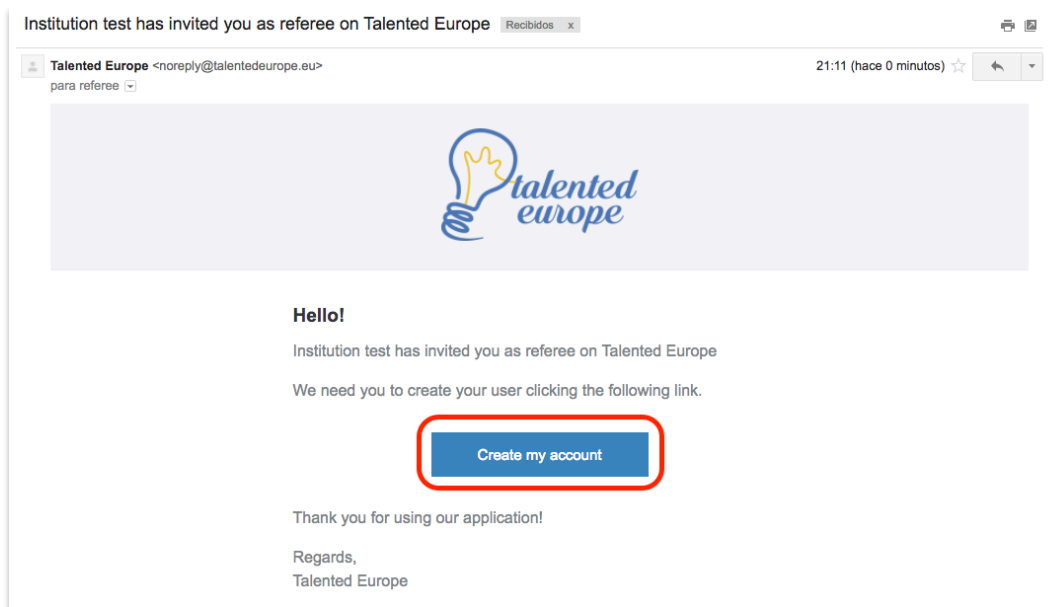 Institution test has invited you as referee on Talented Europe Recibidos x
Talented Europe <noreply@talentedeurope.eu> 21:11 (hace 0 minutos)
para referee
talented
europe
Hello!
Institution test has invited you as referee on Talented Europe
We need you to create your user clicking the following link.
Create my account
Thank you for using our application!
Regards,
Talented Europe